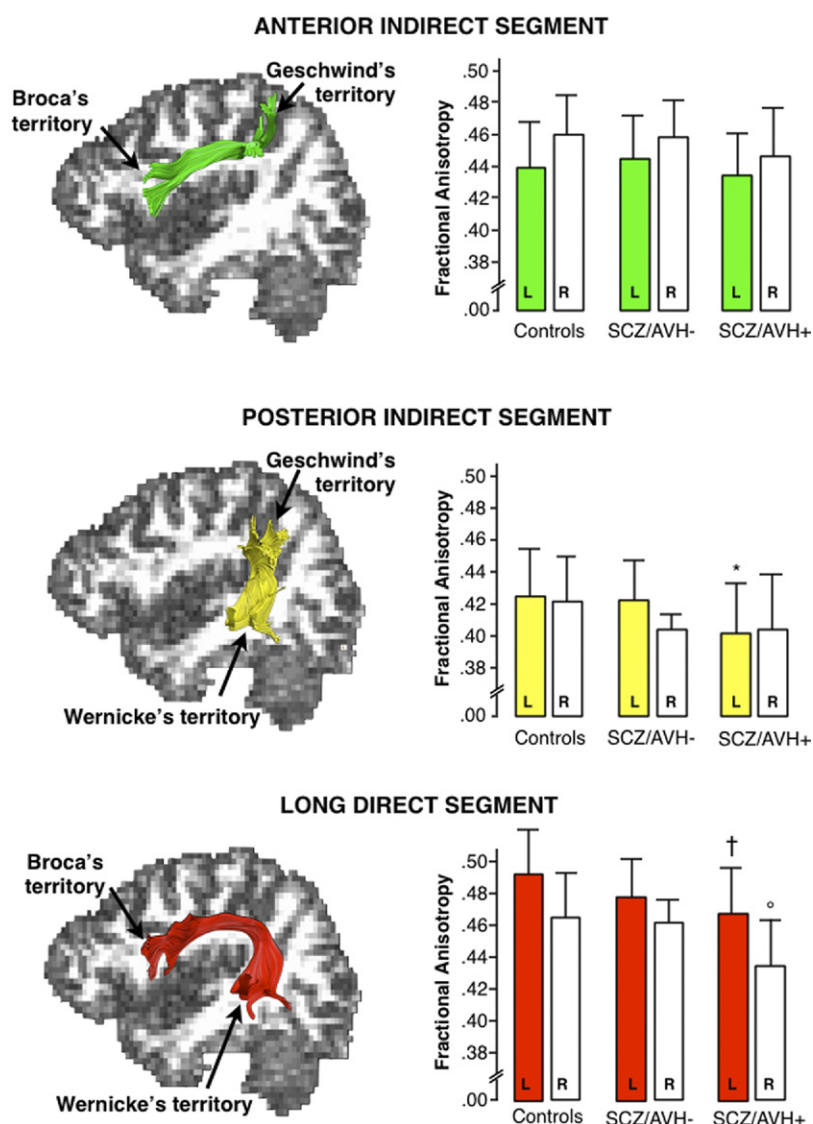 ANTERIOR INDIRECT SEGMENT
Broca's
territory
Geschwind's
territory
Fractional Anisotropy
.50
.48
.46
.44
.42
.40
.38
.00
L
R
L
R
L
R
Controls
SCZ/AVH-
SCZ/AVH+
POSTERIOR INDIRECT SEGMENT
Geschwind's
territory
Wernicke's territory
Fractional Anisotropy
.50
.48
.46
.44
.42
.40
.38
.00
*
L
R
L
R
L
R
Controls
SCZ/AVH-
SCZ/AVH+
LONG DIRECT SEGMENT
Broca's
territory
Wernicke's territory
Fractional Anisotropy
.50
.48
.46
.44
.42
.40
.38
.00
†
°
L
R
L
R
L
R
Controls
SCZ/AVH-
SCZ/AVH+